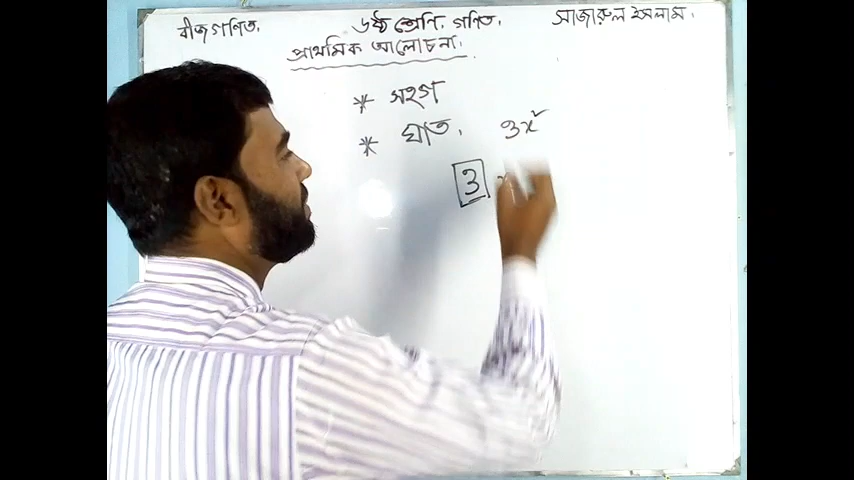 বীজগণিত. ৬ষ্ঠ শ্রেণি. গণিত. সাজারুল ইসলাম.
প্রাথমিক আলোচনা.
* সহগ
* ঘাত. 3x²
3